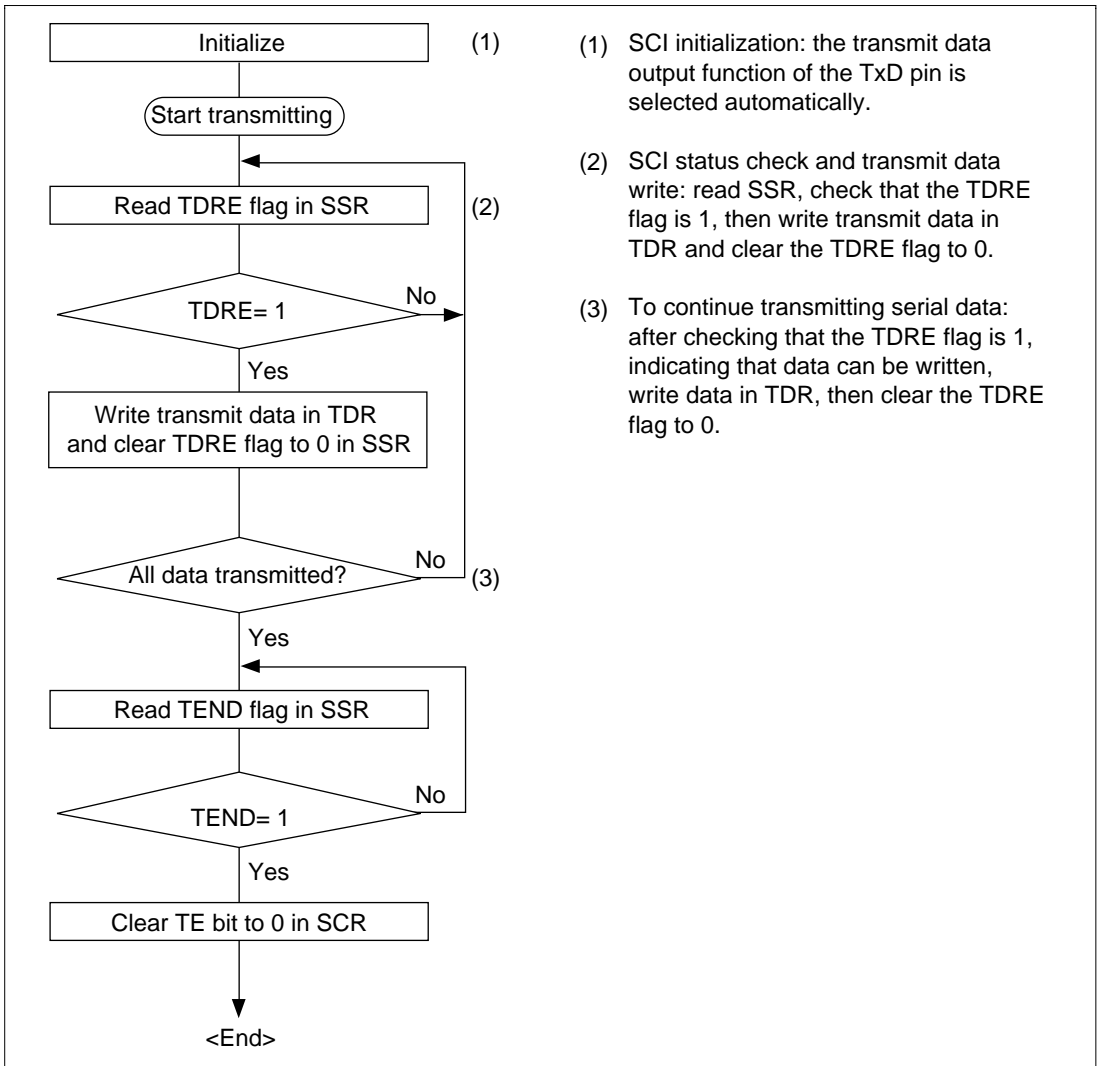 Initialize
(1)
Start transmitting
Read TDRE flag in SSR
(2)
TDRE= 1
No
Yes
Write transmit data in TDR
and clear TDRE flag to 0 in SSR
All data transmitted?
No
(3)
Yes
Read TEND flag in SSR
TEND= 1
No
Yes
Clear TE bit to 0 in SCR
<End>
(1) SCI initialization: the transmit data
output function of the TxD pin is
selected automatically.
(2) SCI status check and transmit data
write: read SSR, check that the TDRE
flag is 1, then write transmit data in
TDR and clear the TDRE flag to 0.
(3) To continue transmitting serial data:
after checking that the TDRE flag is 1,
indicating that data can be written,
write data in TDR, then clear the TDRE
flag to 0.